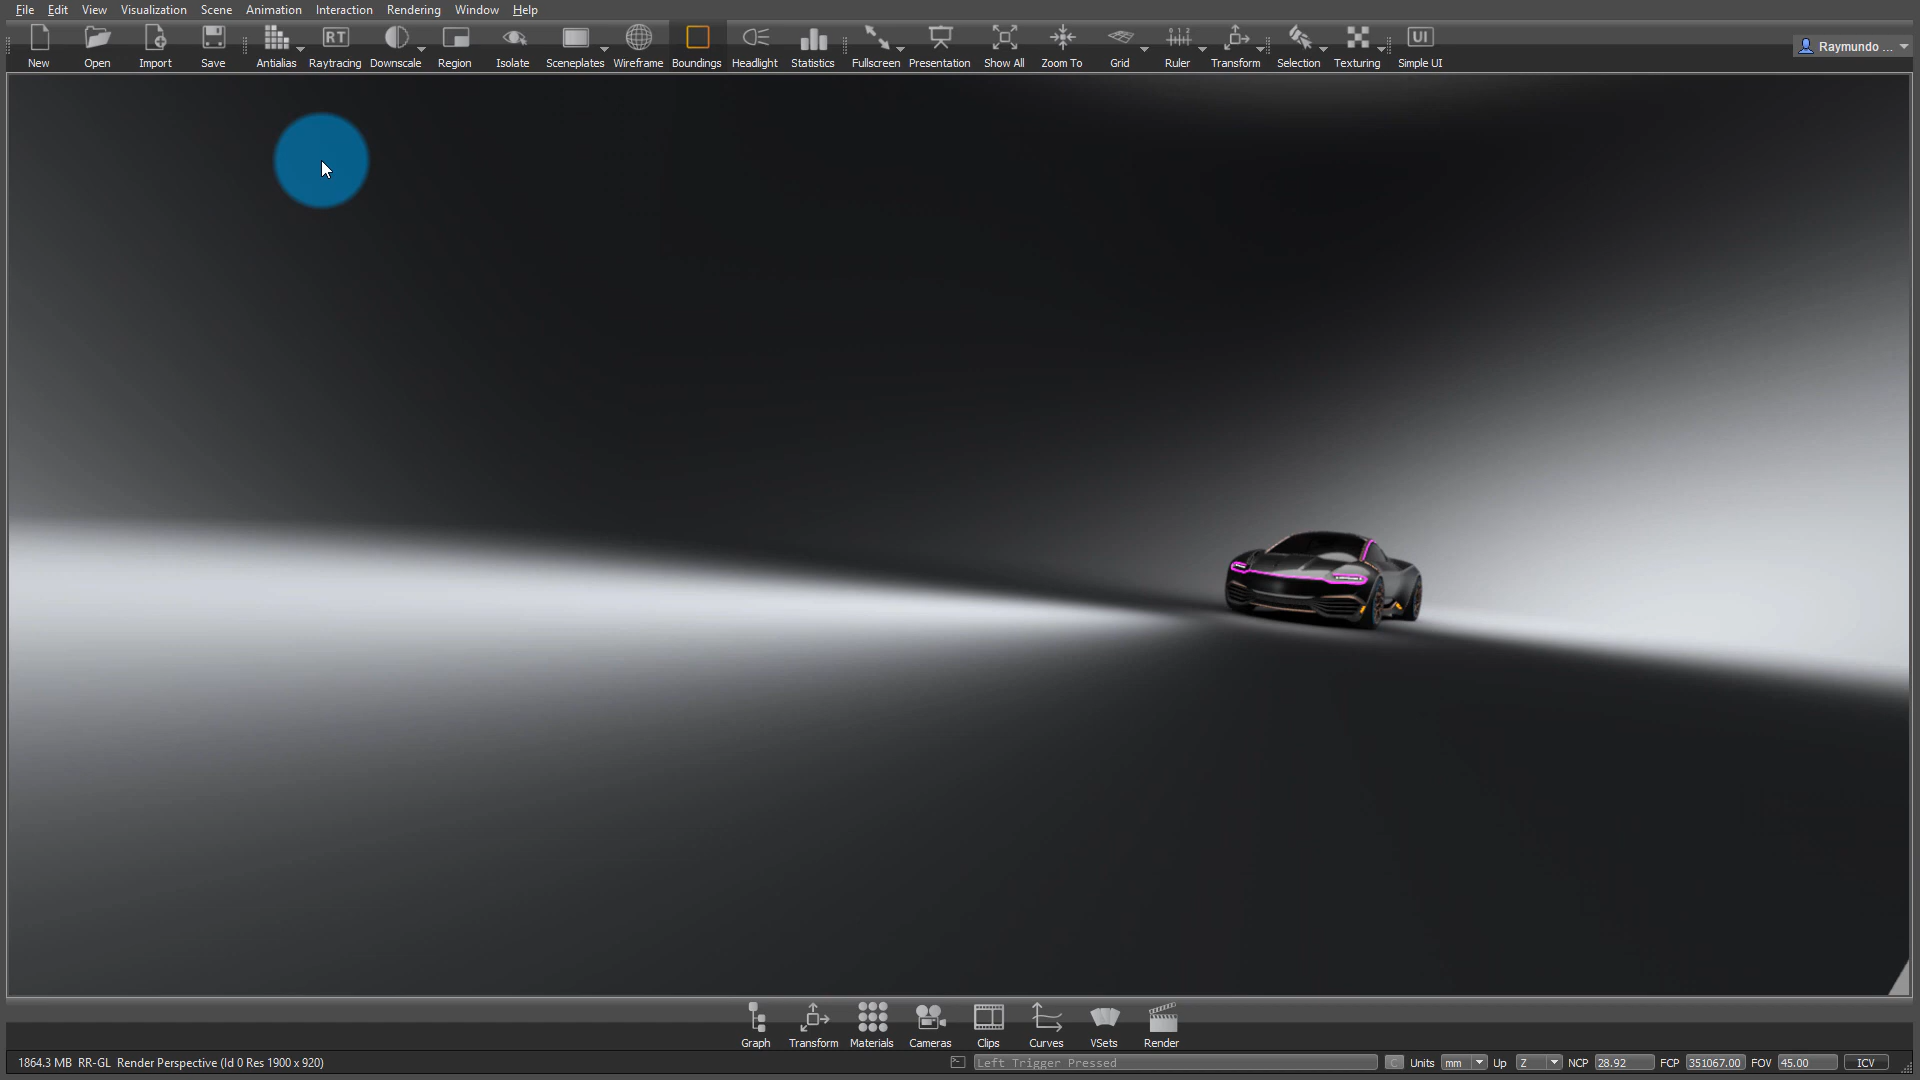 File Edit View Visualization Scene Animation Interaction Rendering Window Help
New Open Import Save Antialias RT Raytracing Downscale Region Isolate Sceneplates Wireframe Boundings Headlight Statistics Fullscreen Presentation Show All Zoom To Grid 0 1 2 Ruler Transform Selection Texturing UI Simple UI Raymundo ...
Graph Transform Materials Cameras Clips Curves VSets Render
1864.3 MB RR-GL Render Perspective (Id 0 Res 1900 x 920) Left Trigger Pressed C Units mm Up Z NCP 28.92 FCP 351067.00 FOV 45.00 ICV